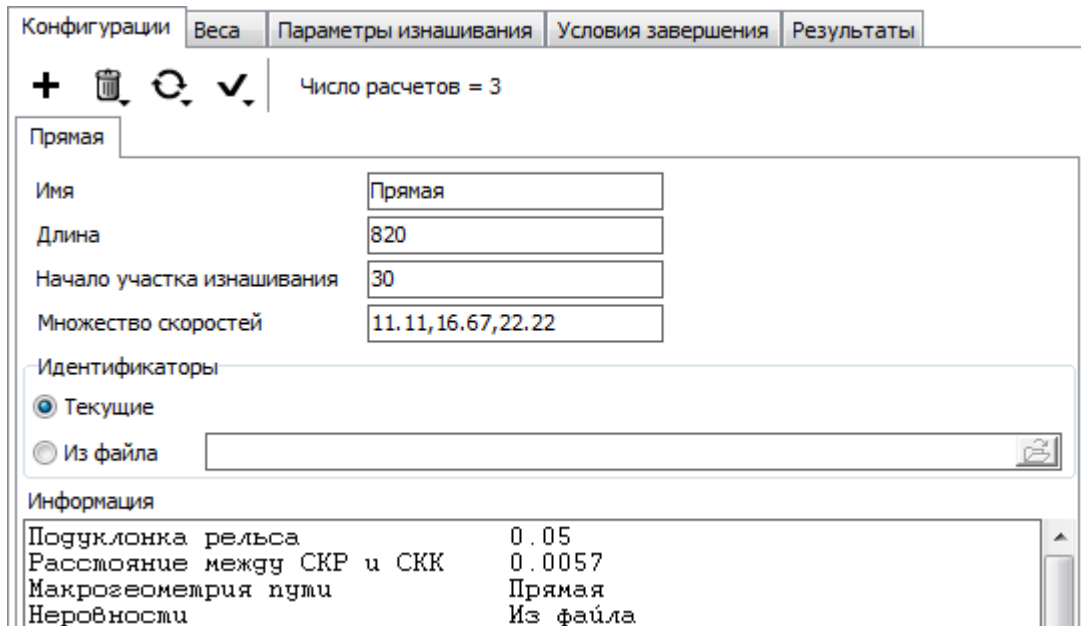 Конфигурации Веса Параметры изнашивания Условия завершения Результаты
Число расчетов = 3
Прямая
Имя Прямая
Длина 820
Начало участка изнашивания 30
Множество скоростей 11.11,16.67,22.22
Идентификаторы
Текущие
Из файла
Информация
Подуклонка рельса 0.05
Расстояние между СКР и СКК 0.0057
Макрогеометрия пути Прямая
Неровности Из файла